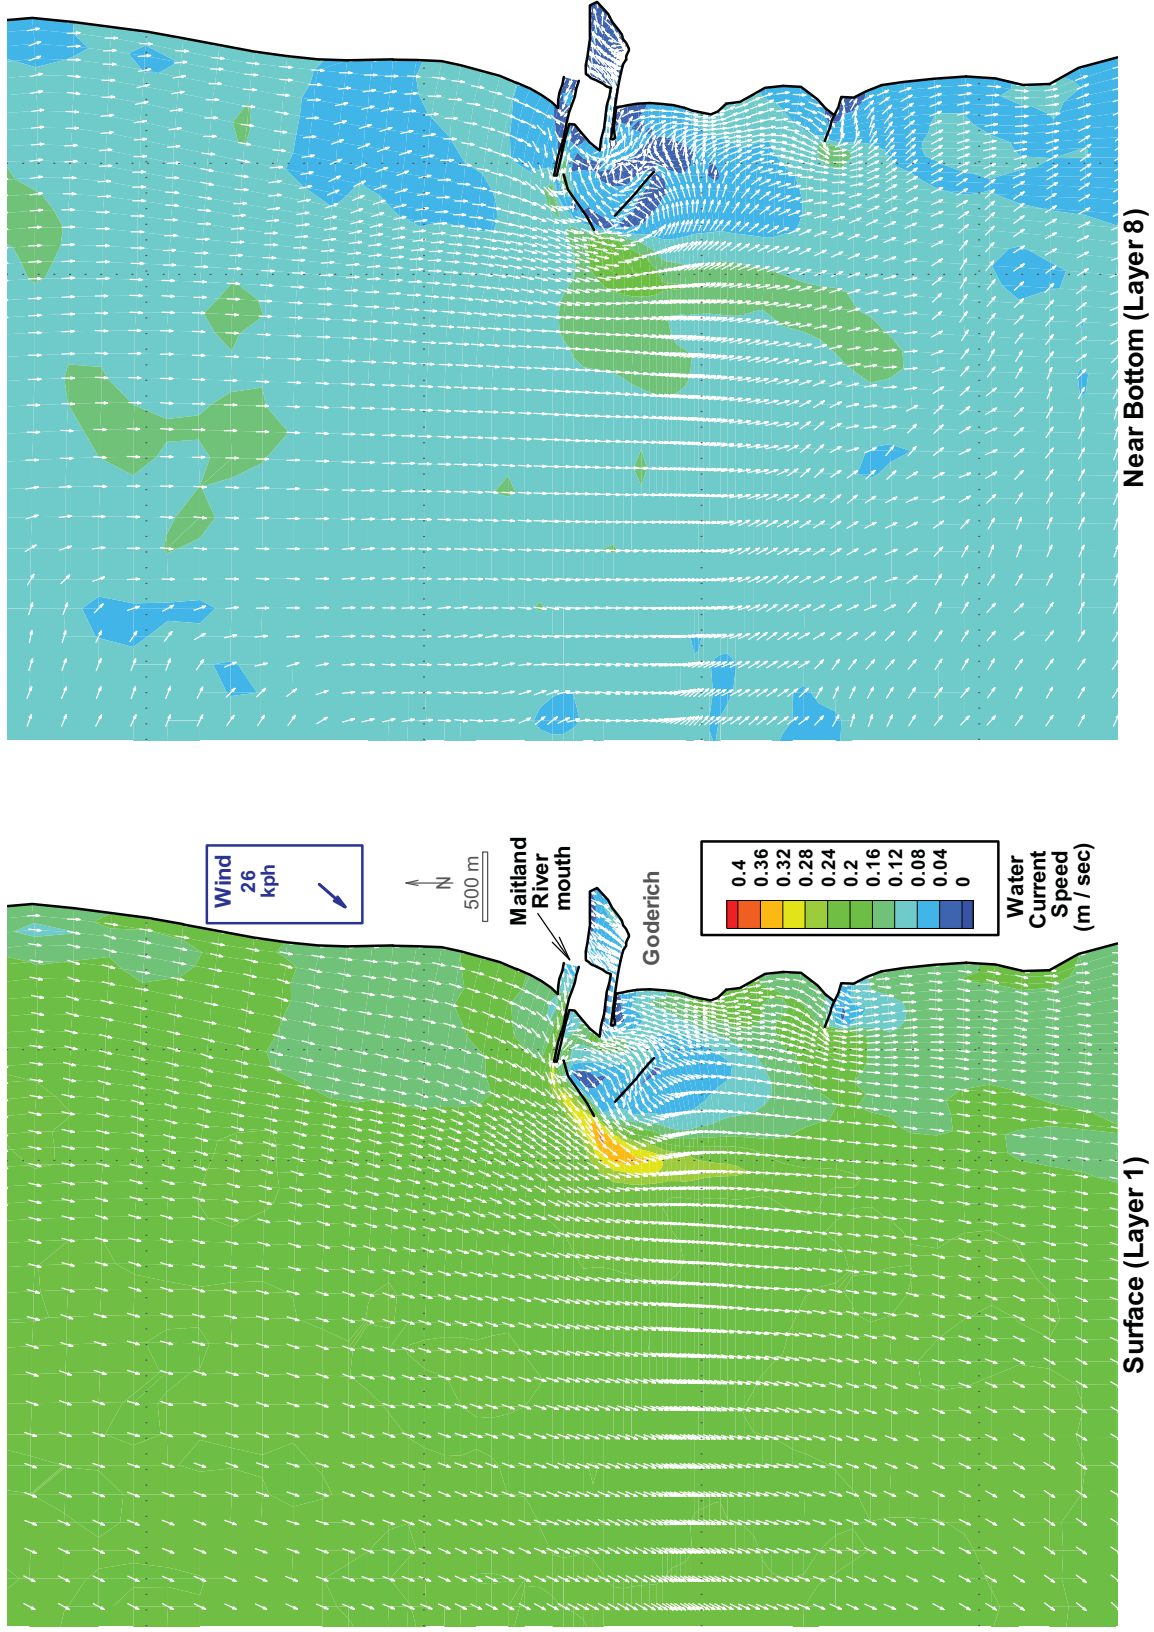 Wind
26
kph
N
500 m
Maitland
River
mouth
Goderich
0.4
0.36
0.32
0.28
0.24
0.2
0.16
0.12
0.08
0.04
0
Water
Current
Speed
(m / sec)
Surface (Layer 1)
Near Bottom (Layer 8)